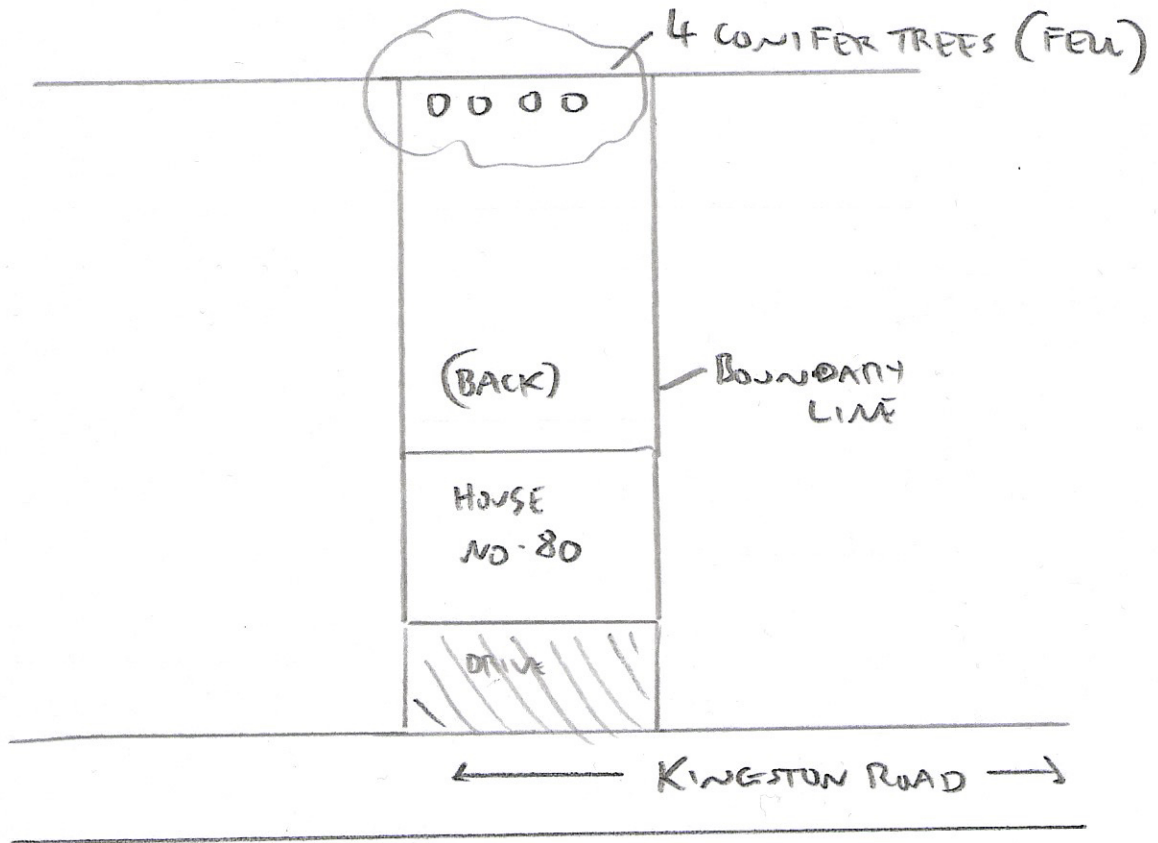 4 CONIFER TREES (FELL)
(BACK)
BOUNDARY
LINE
HOUSE
NO. 80
DRIVE
KINGSTON ROAD